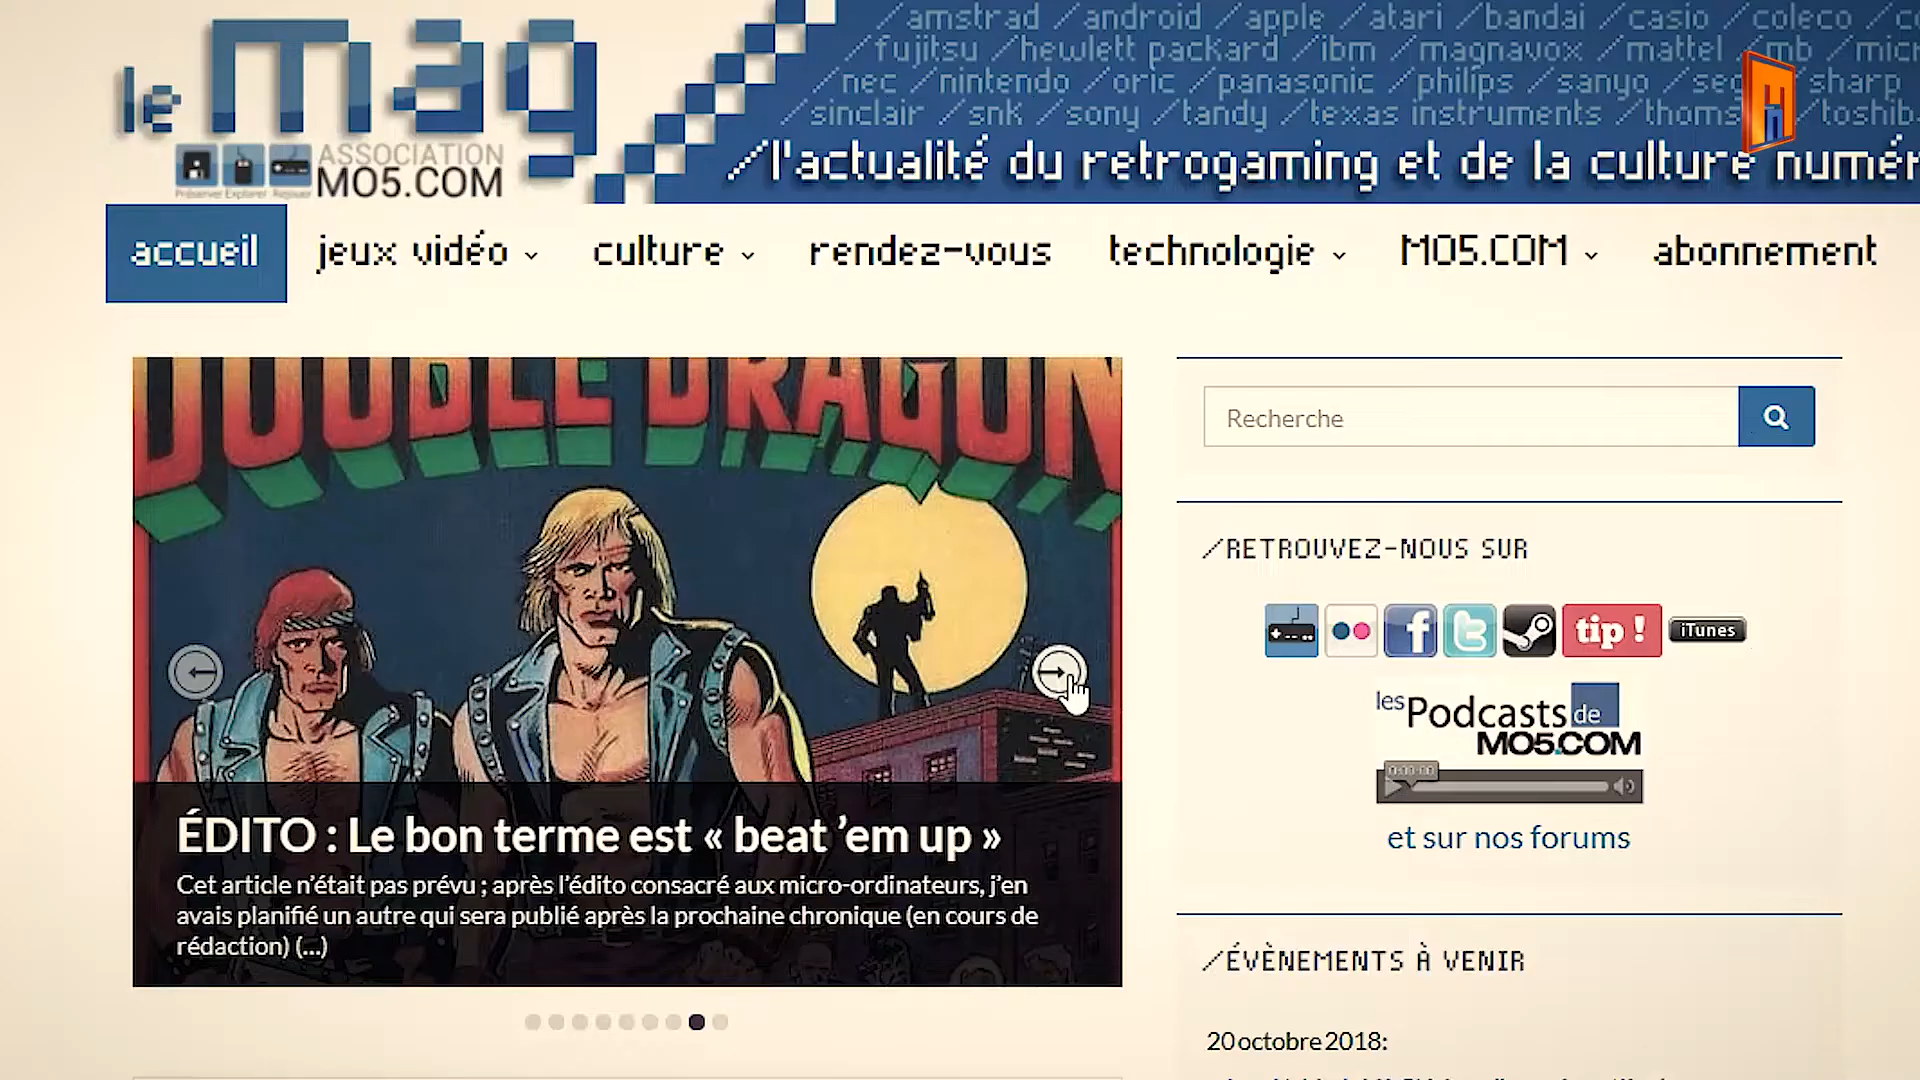 le mag
Préserver Explorer Rejouer
ASSOCIATION
MO5.COM
/amstrad /android /apple /atari /bandai /casio /coleco
/fujitsu /hewlett packard /ibm /magnavox /mattel /mb
/nec /nintendo /oric /panasonic /philips /sanyo sharp
/sinclair /snk /sony /tandy /texas instruments
/l'actualité du retrogaming et de la culture
accueil
jeux vidéo
culture
rendez-vous
technologie
MO5.COM
abonnement
DOUBLE DRAGON
ÉDITO : Le bon terme est « beat 'em up »
Cet article n'était pas prévu ; après l'édito consacré aux micro-ordinateurs, j'en
avais planifié un autre qui sera publié après la prochaine chronique (en cours de
rédaction) (...)
Recherche
/RETROUVEZ-NOUS SUR
f
t
tip !
iTunes
les Podcasts de
MO5.COM
0:00:00
et sur nos forums
/ÉVÈNEMENTS À VENIR
20 octobre 2018: